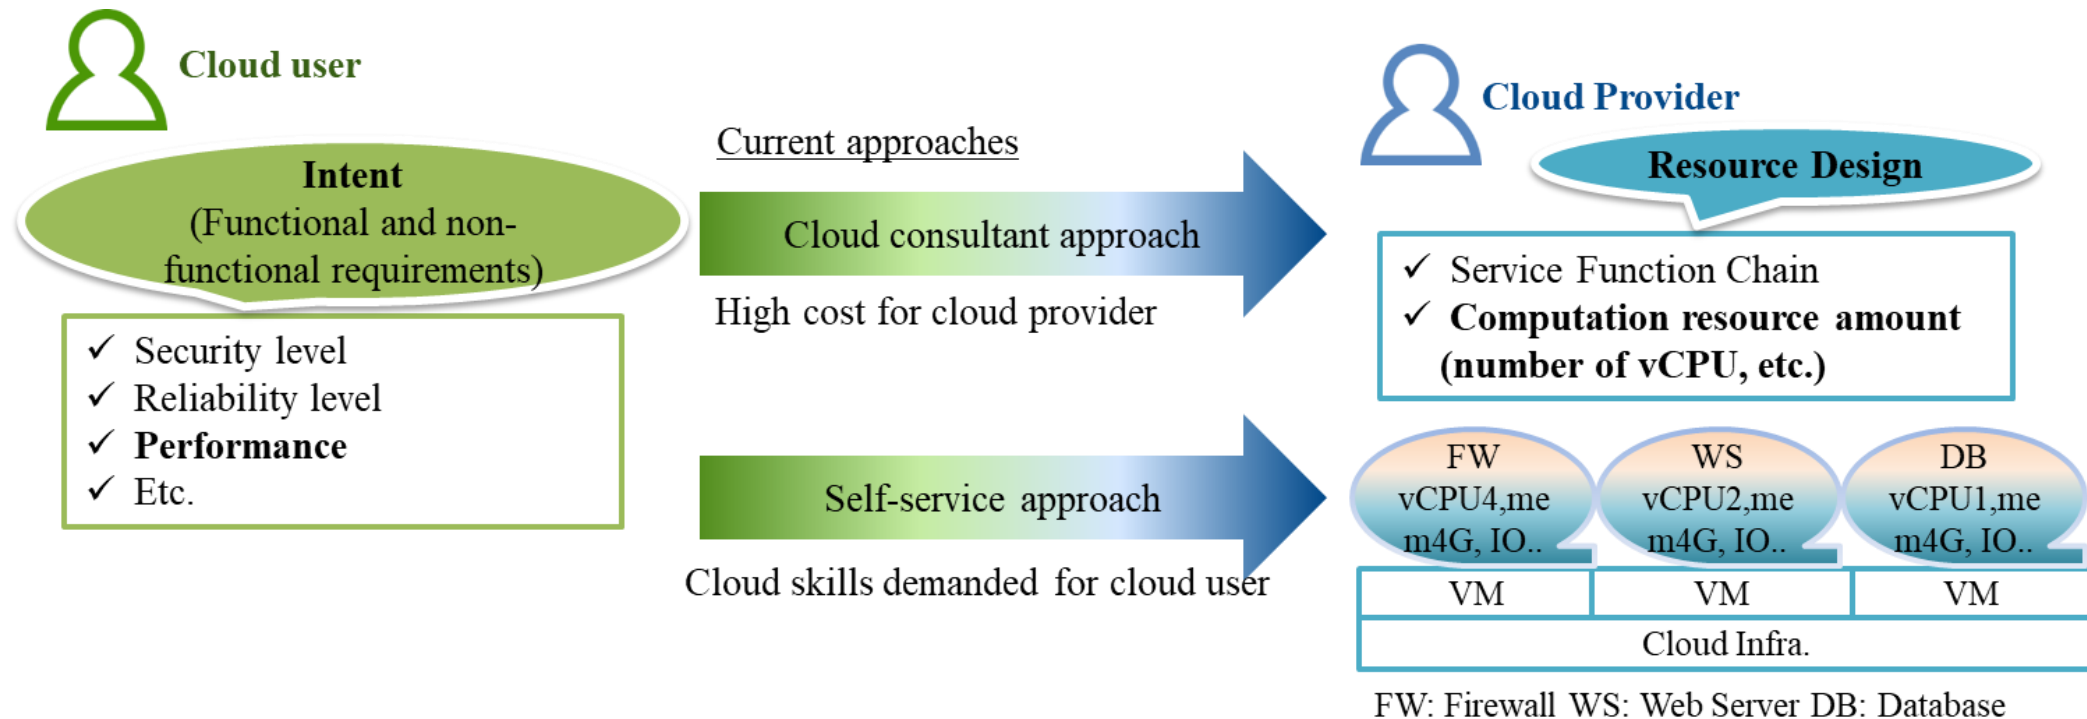 Cloud user
Intent
(Functional and non-
functional requirements)
✓ Security level
✓ Reliability level
✓ Performance
✓ Etc.
Current approaches
Cloud consultant approach
High cost for cloud provider
Self-service approach
Cloud skills demanded for cloud user
Cloud Provider
Resource Design
✓ Service Function Chain
✓ Computation resource amount
(number of vCPU, etc.)
FW
vCPU4,me
m4G, IO..
WS
vCPU2,me
m4G, IO..
DB
vCPU1,me
m4G, IO..
VM
VM
VM
Cloud Infra.
FW: Firewall WS: Web Server DB: Database